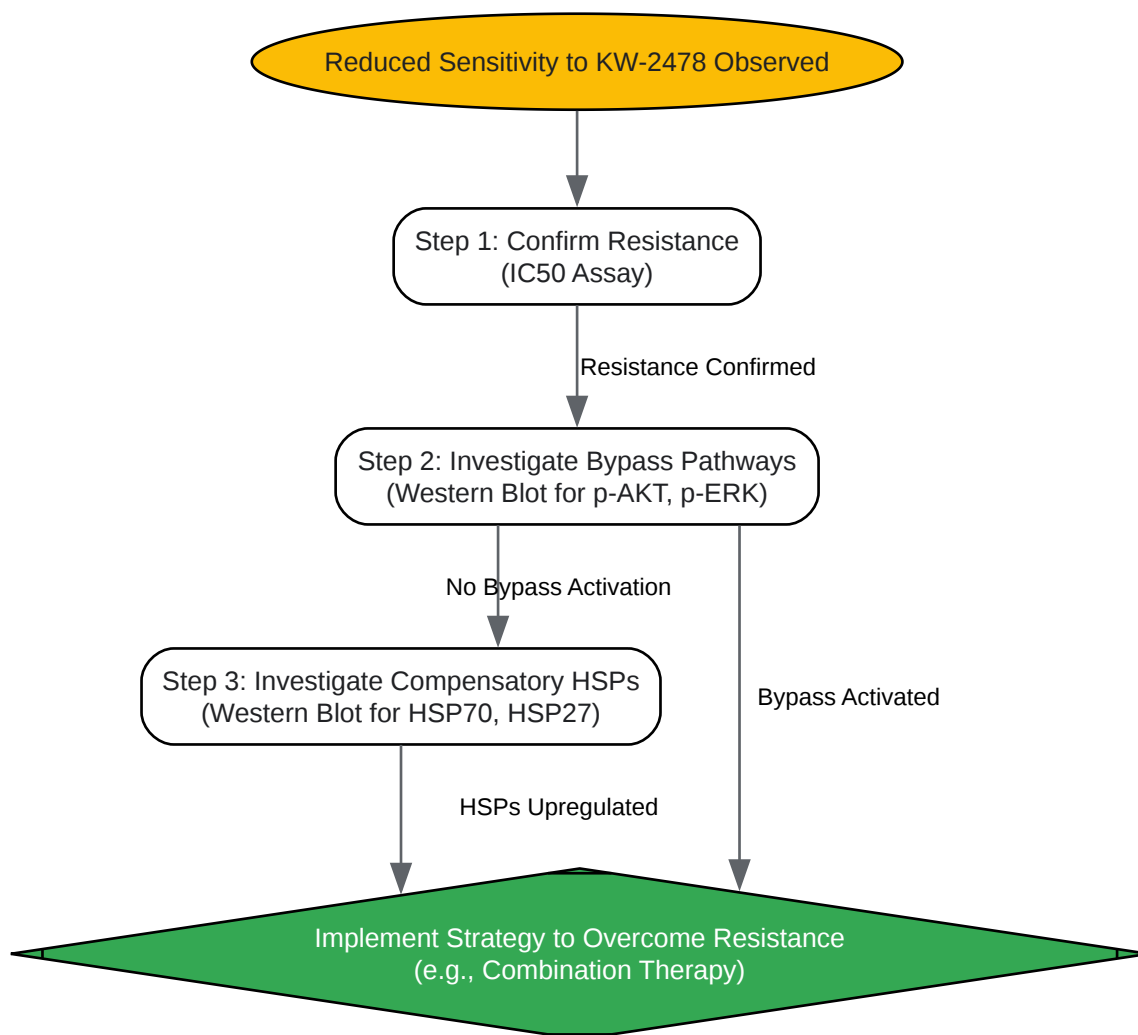 Reduced Sensitivity to KW-2478 Observed
Step 1: Confirm Resistance
(IC50 Assay)
Resistance Confirmed
Step 2: Investigate Bypass Pathways
(Western Blot for p-AKT, p-ERK)
No Bypass Activation
Step 3: Investigate Compensatory HSPs
(Western Blot for HSP70, HSP27)
Bypass Activated
HSPs Upregulated
Implement Strategy to Overcome Resistance
(e.g., Combination Therapy)